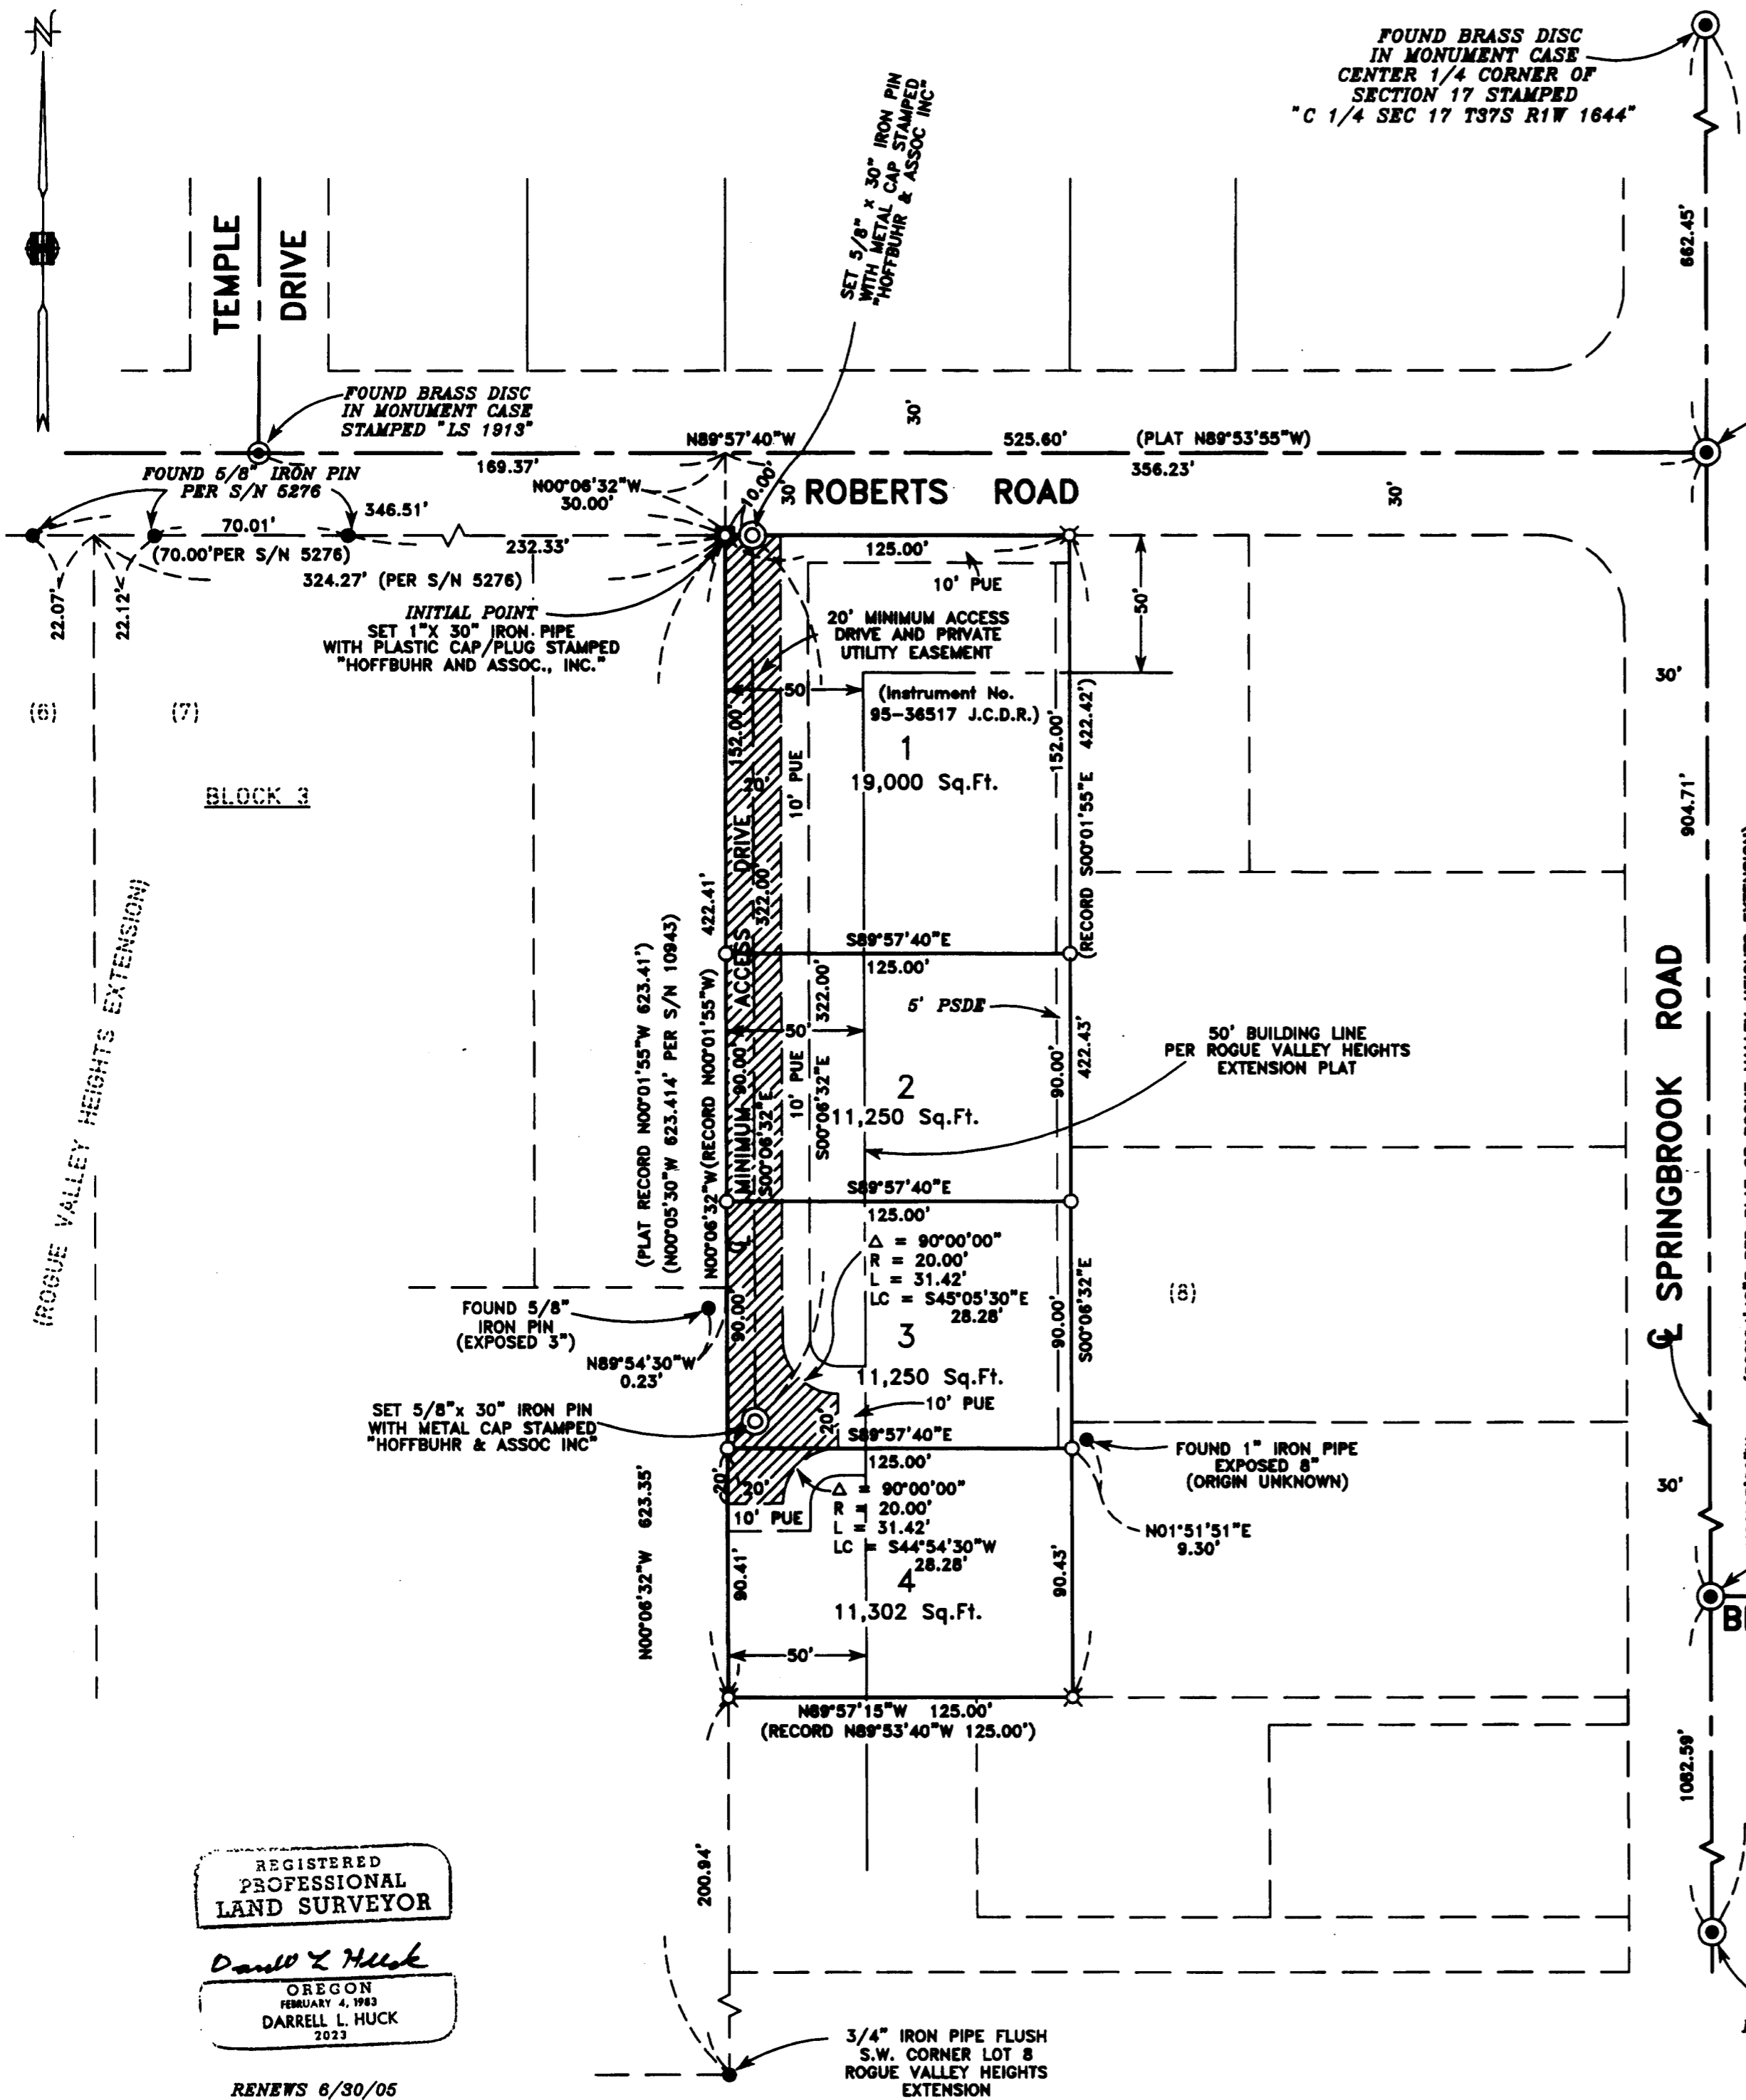 N
FOUND BRASS DISC
IN MONUMENT CASE
CENTER 1/4 CORNER OF
SECTION 17 STAMPED
"C 1/4 SEC 17 T37S R1W 1644"
SET 5/8" x 30" IRON PIN
WITH METAL CAP STAMPED
"HOFFBUHR & ASSOC INC"
TEMPLE
DRIVE
662.45'
FOUND BRASS DISC
IN MONUMENT CASE
STAMPED "LS 1913"
30'
N89°57'40"W
525.60'
(PLAT N89°53'55"W)
169.37'
356.23'
FOUND 5/8" IRON PIN
PER S/N 5276
N00°06'32"W
30.00'
10.00'
30'
ROBERTS ROAD
30'
346.51'
70.01'
(70.00'PER S/N 5276)
232.33'
324.27' (PER S/N 5276)
125.00'
10' PUE
50'
22.07'
22.12'
INITIAL POINT
SET 1"X 30" IRON PIPE
WITH PLASTIC CAP/PLUG STAMPED
"HOFFBUHR AND ASSOC., INC."
20' MINIMUM ACCESS
DRIVE AND PRIVATE
UTILITY EASEMENT
30'
50'
(Instrument No.
95-36517 J.C.D.R.)
(6)
(7)
152.00'
1
19,000 Sq.Ft.
152.00'
(RECORD S00°01'55"E 422.42')
20'
10' PUE
BLOCK 3
904.71'
(ROGUE VALLEY HEIGHTS EXTENSION)
(PLAT RECORD N00°01'55"W 623.41')
(N00°05'30"W 623.414' PER S/N 10943)
N00°06'32"W(RECORD N00°01'55"W) 422.41'
℄ MINIMUM ACCESS DRIVE
S00°06'32"E 322.00'
S89°57'40"E
125.00'
5' PSDE
50'
10' PUE
S00°06'32"E 322.00'
90.00'
2
11,250 Sq.Ft.
90.00'
422.43'
50' BUILDING LINE
PER ROGUE VALLEY HEIGHTS
EXTENSION PLAT
℄ SPRINGBROOK ROAD
S89°57'40"E
125.00'
Δ = 90°00'00"
R = 20.00'
L = 31.42'
LC = S45°05'30"E
28.28'
S00°06'32"E
(8)
FOUND 5/8"
IRON PIN
(EXPOSED 3")
N89°54'30"W
0.23'
90.00'
3
11,250 Sq.Ft.
90.00'
10' PUE
SET 5/8"x 30" IRON PIN
WITH METAL CAP STAMPED
"HOFFBUHR & ASSOC INC"
20'
S89°57'40"E
125.00'
FOUND 1" IRON PIPE
EXPOSED 8"
(ORIGIN UNKNOWN)
N01°51'51"E
9.30'
30'
20'
20'
10' PUE
Δ = 90°00'00"
R = 20.00'
L = 31.42'
LC = S44°54'30"W
28.28'
N00°06'32"W 623.35'
90.41'
4
11,302 Sq.Ft.
90.43'
50'
N89°57'15"W 125.00'
(RECORD N89°53'40"W 125.00')
1062.59'
200.94'
REGISTERED
PROFESSIONAL
LAND SURVEYOR
Darrell L Huck
OREGON
FEBRUARY 4, 1983
DARRELL L. HUCK
2023
RENEWS 6/30/05
3/4" IRON PIPE FLUSH
S.W. CORNER LOT 8
ROGUE VALLEY HEIGHTS
EXTENSION